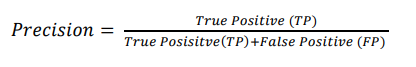 Precision = True Positive (TP) / True Posisitve(TP)+False Positive (FP)